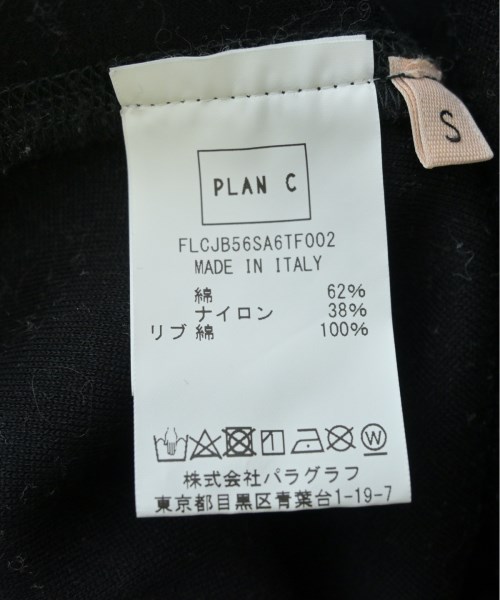 S
PLAN C
FLCJB56SA6TF002
MADE IN ITALY
綿 62%
ナイロン 38%
リブ 綿 100%
W
株式会社パラグラフ
東京都目黒区青葉台1-19-7